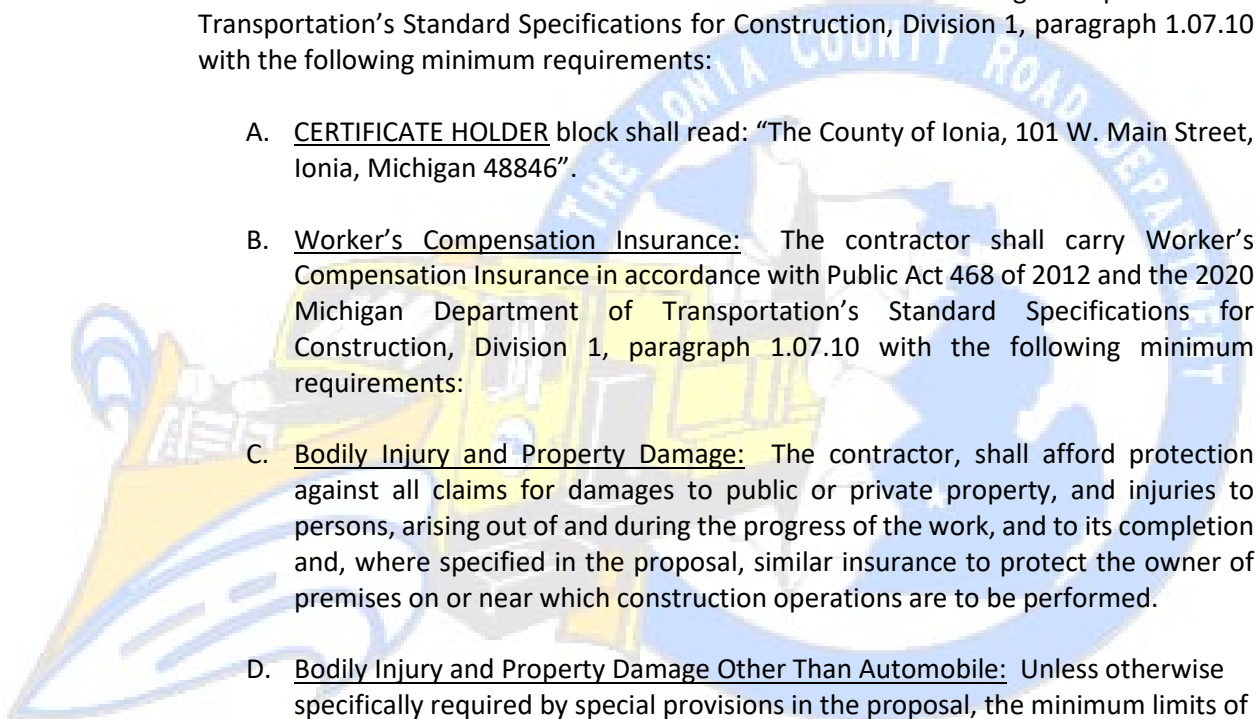 Transportation’s Standard Specifications for Construction, Division 1, paragraph 1.07.10
with the following minimum requirements:
A. CERTIFICATE HOLDER block shall read: “The County of Ionia, 101 W. Main Street,
Ionia, Michigan 48846”.
B. Worker’s Compensation Insurance: The contractor shall carry Worker’s
Compensation Insurance in accordance with Public Act 468 of 2012 and the 2020
Michigan Department of Transportation’s Standard Specifications for
Construction, Division 1, paragraph 1.07.10 with the following minimum
requirements:
C. Bodily Injury and Property Damage: The contractor, shall afford protection
against all claims for damages to public or private property, and injuries to
persons, arising out of and during the progress of the work, and to its completion
and, where specified in the proposal, similar insurance to protect the owner of
premises on or near which construction operations are to be performed.
D. Bodily Injury and Property Damage Other Than Automobile: Unless otherwise
specifically required by special provisions in the proposal, the minimum limits of
THE IONIA COUNTY ROAD DEPARTMENT